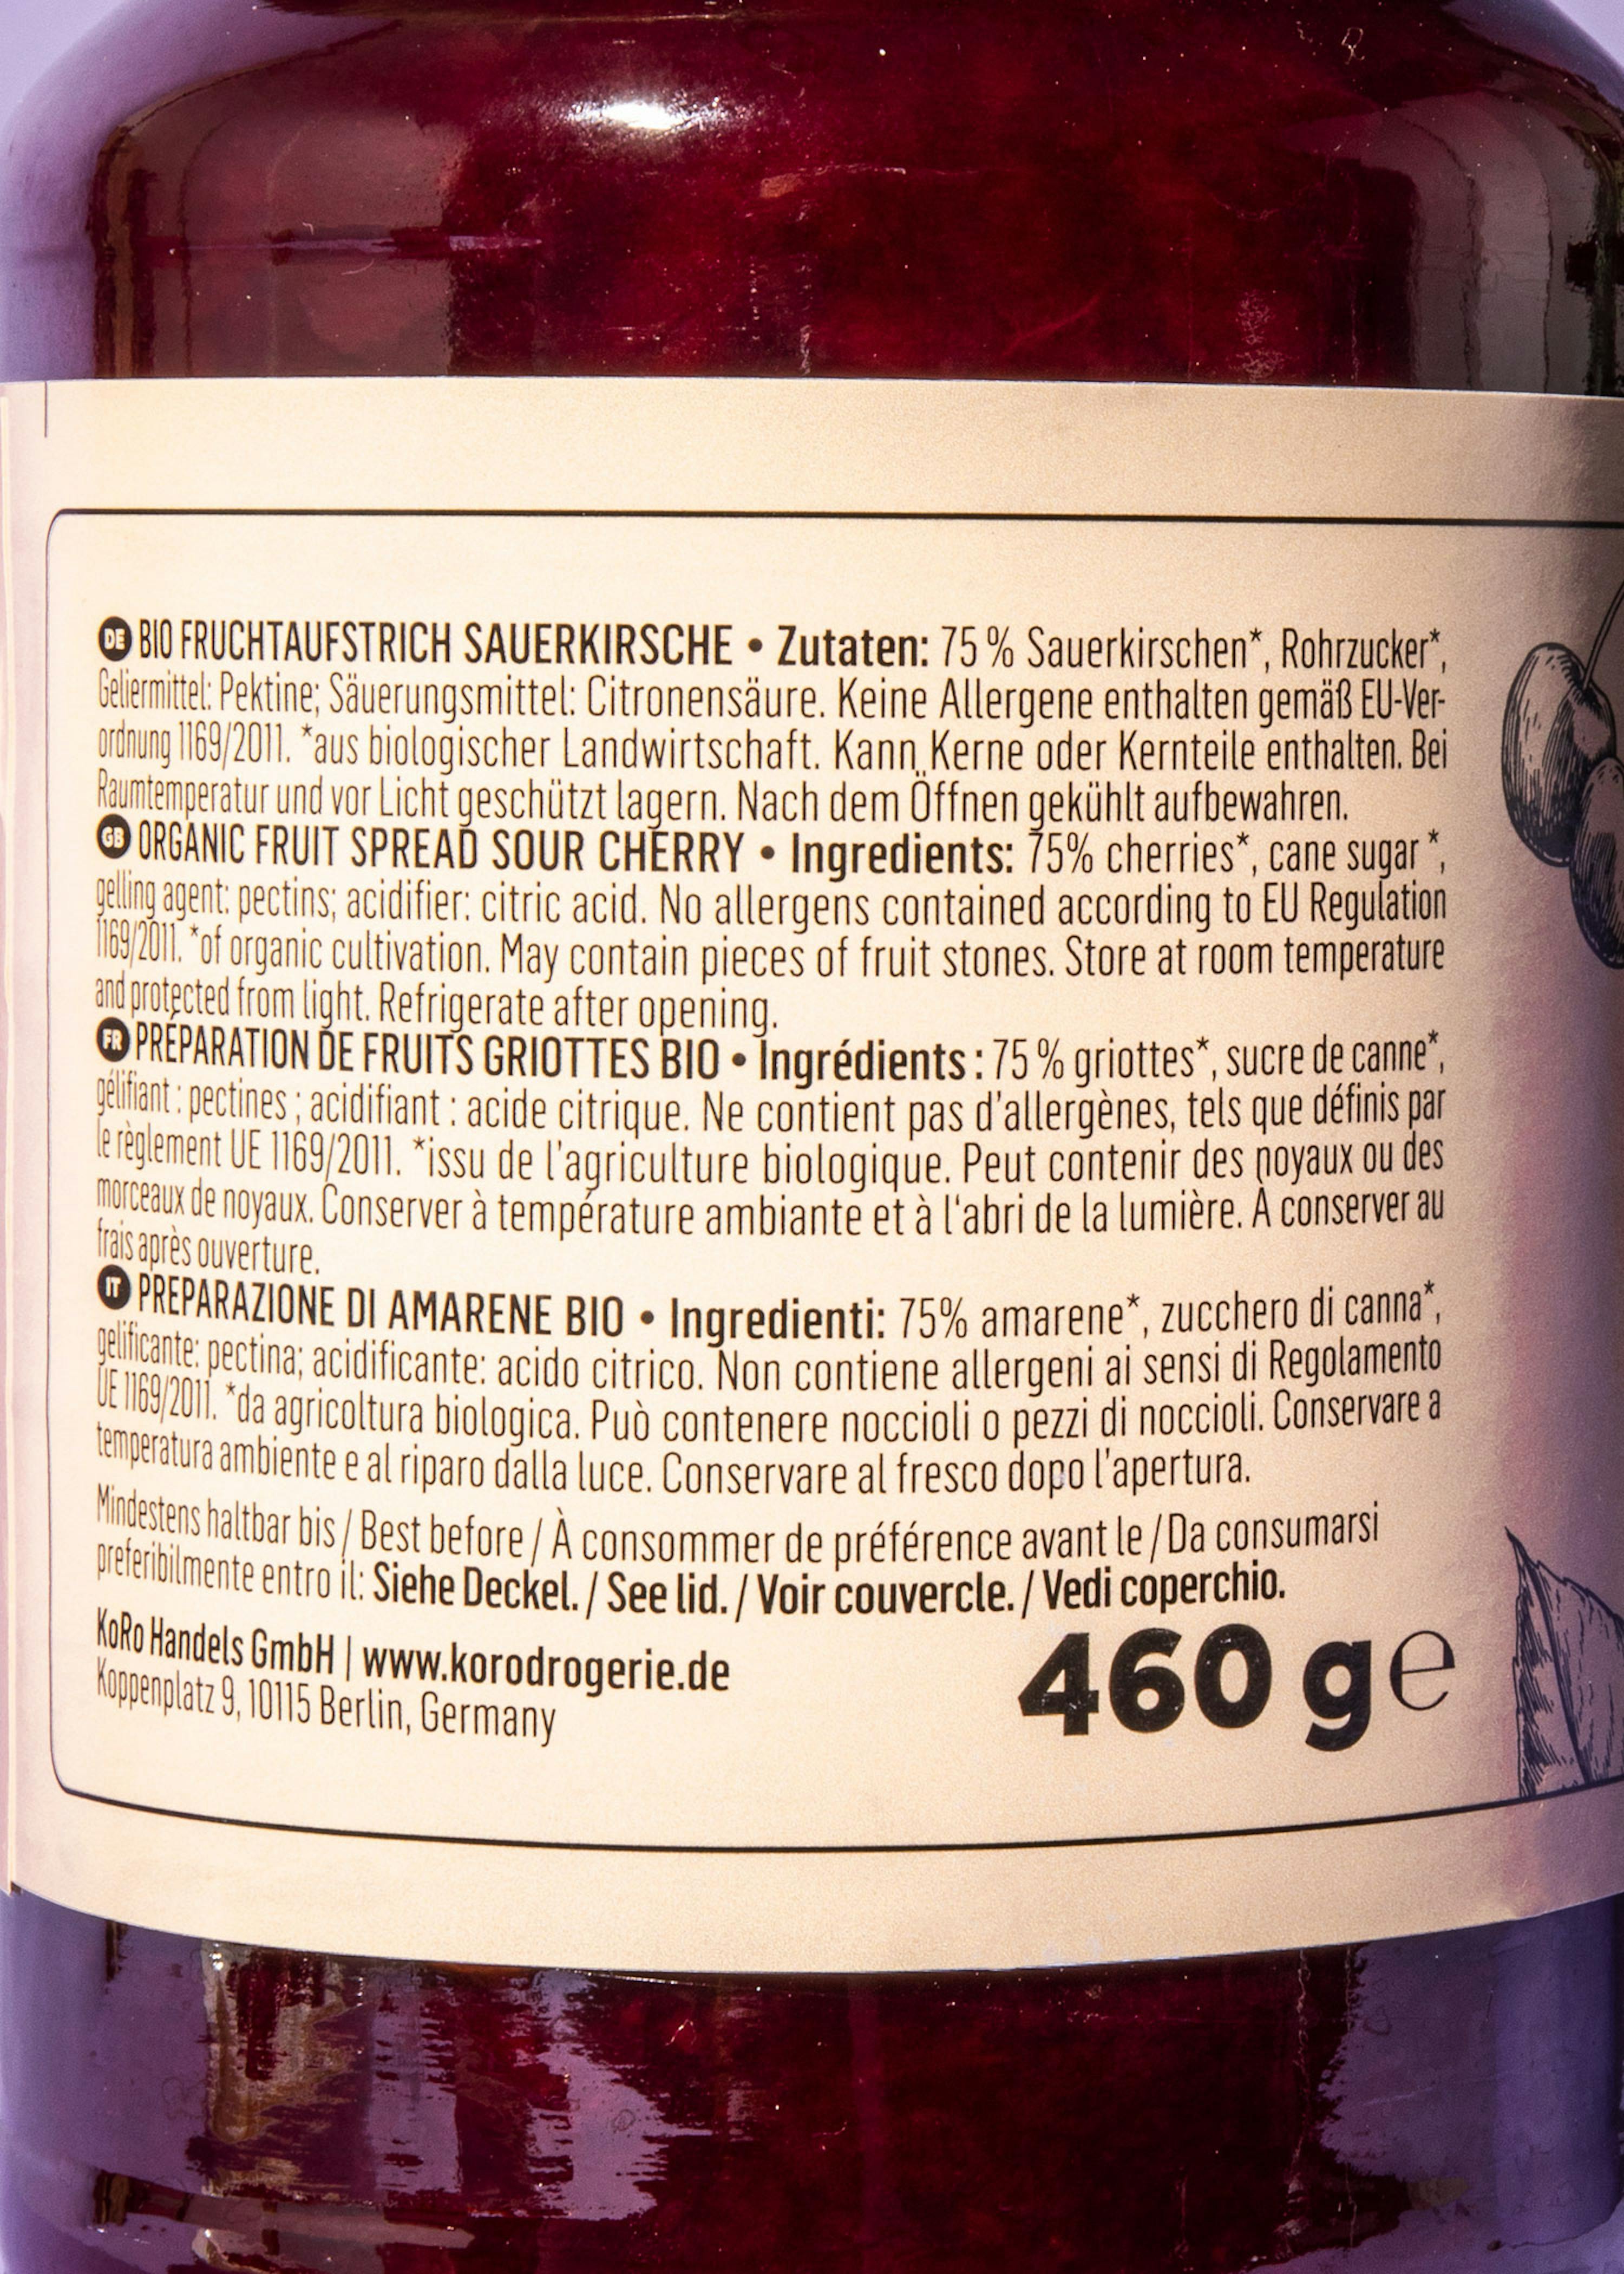 DE BIO FRUCHTAUFSTRICH SAUERKIRSCHE • Zutaten: 75 % Sauerkirschen*, Rohrzucker*,
Geliermittel: Pektine; Säuerungsmittel: Citronensäure. Keine Allergene enthalten gemäß EU-Ver-
ordnung 1169/2011. *aus biologischer Landwirtschaft. Kann Kerne oder Kernteile enthalten. Bei
Raumtemperatur und vor Licht geschützt lagern. Nach dem Öffnen gekühlt aufbewahren.
GB ORGANIC FRUIT SPREAD SOUR CHERRY • Ingredients: 75% cherries*, cane sugar *,
gelling agent: pectins; acidifier: citric acid. No allergens contained according to EU Regulation
1169/2011. *of organic cultivation. May contain pieces of fruit stones. Store at room temperature
and protected from light. Refrigerate after opening.
FR PRÉPARATION DE FRUITS GRIOTTES BIO • Ingrédients : 75 % griottes*, sucre de canne*,
gélifiant : pectines ; acidifiant : acide citrique. Ne contient pas d'allergènes, tels que définis par
le règlement UE 1169/2011. *issu de l'agriculture biologique. Peut contenir des noyaux ou des
morceaux de noyaux. Conserver à température ambiante et à l'abri de la lumière. À conserver au
frais après ouverture.
IT PREPARAZIONE DI AMARENE BIO • Ingredienti: 75% amarene*, zucchero di canna*,
gelificante: pectina; acidificante: acido citrico. Non contiene allergeni ai sensi di Regolamento
UE 1169/2011. *da agricoltura biologica. Può contenere noccioli o pezzi di noccioli. Conservare a
temperatura ambiente e al riparo dalla luce. Conservare al fresco dopo l'apertura.
Mindestens haltbar bis / Best before / À consommer de préférence avant le / Da consumarsi
preferibilmente entro il: Siehe Deckel. / See lid. / Voir couvercle. / Vedi coperchio.
KoRo Handels GmbH | www.korodrogerie.de
Koppenplatz 9, 10115 Berlin, Germany
460 g ℮